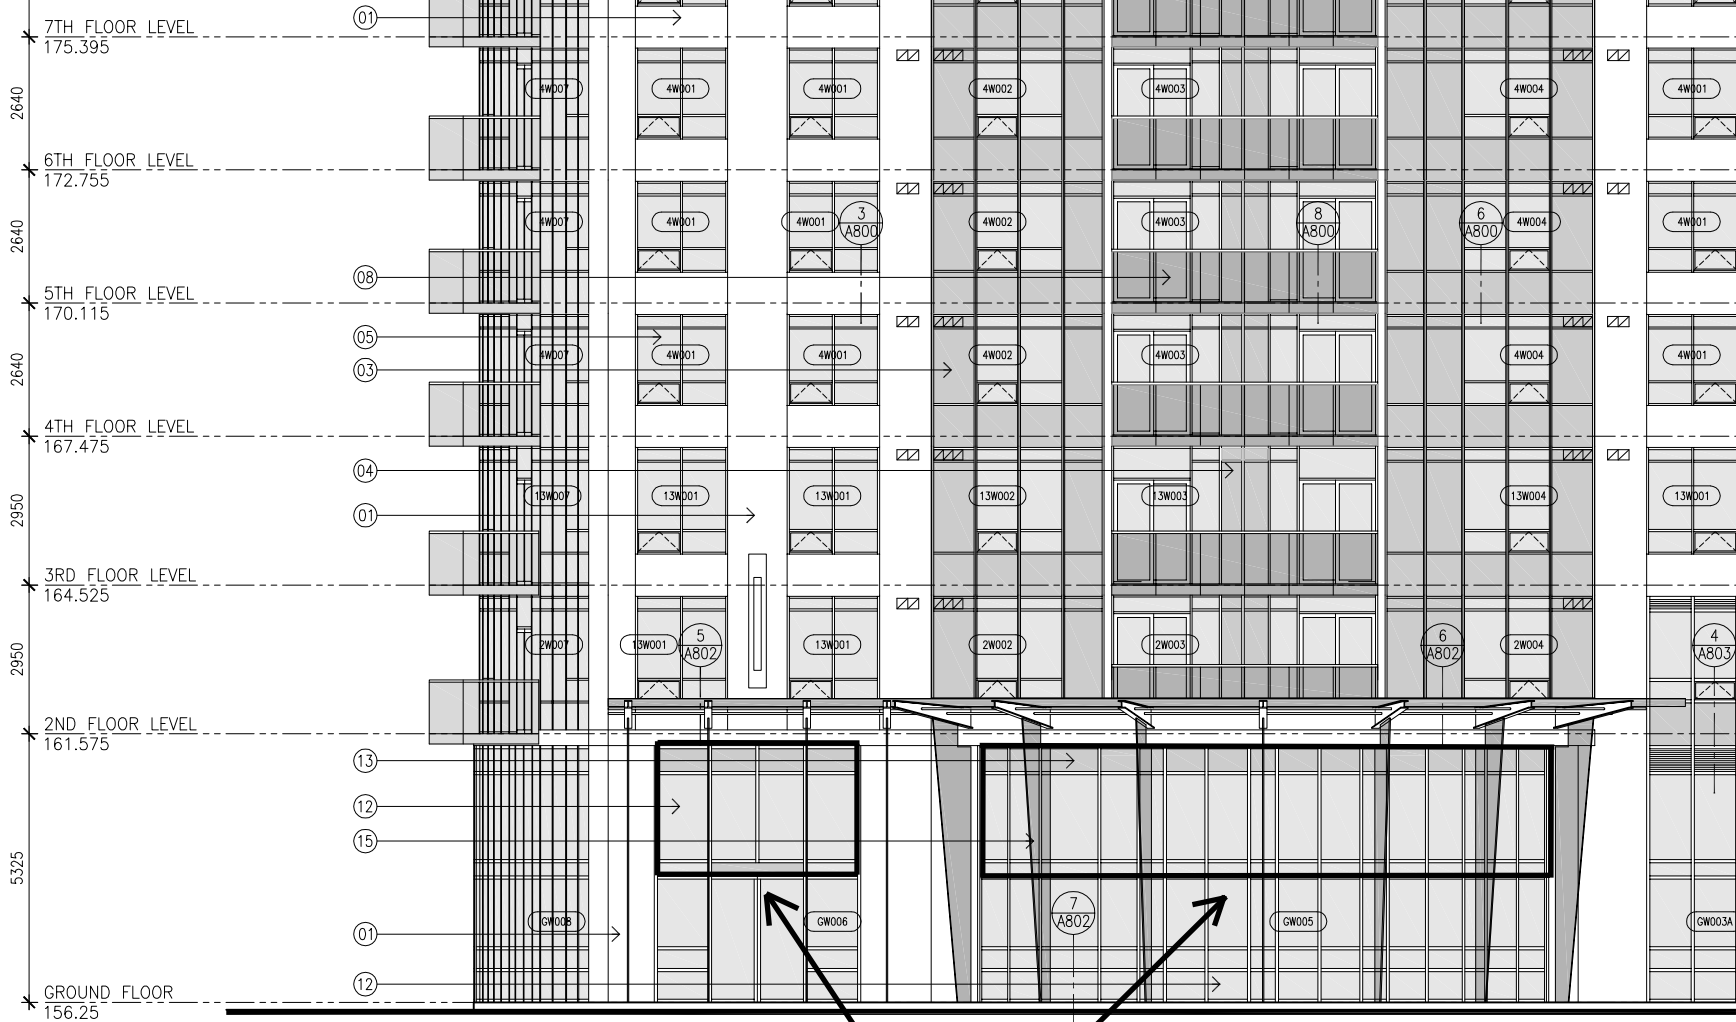 01
7TH FLOOR LEVEL
175.395
2640
4W007 4W001 4W001 4W002 4W003 4W004 4W001
6TH FLOOR LEVEL
172.755
2640
4W007 4W001 4W001 3 A800 4W002 4W003 8 A800 6 A800 4W004 4W001
08
5TH FLOOR LEVEL
170.115
05
2640
4W007 4W001 4W001 4W002 4W003 4W004 4W001
03
4TH FLOOR LEVEL
167.475
04
2950
13W007 13W001 13W001 13W002 13W003 13W004 13W001
01
3RD FLOOR LEVEL
164.525
2950
2W007 13W001 5 A802 13W001 2W002 2W003 6 A802 2W004 4 A803
2ND FLOOR LEVEL
161.575
13
12
15
5325
7 A802
GW008 GW006 GW005 GW003A
01
12
GROUND FLOOR
156.25